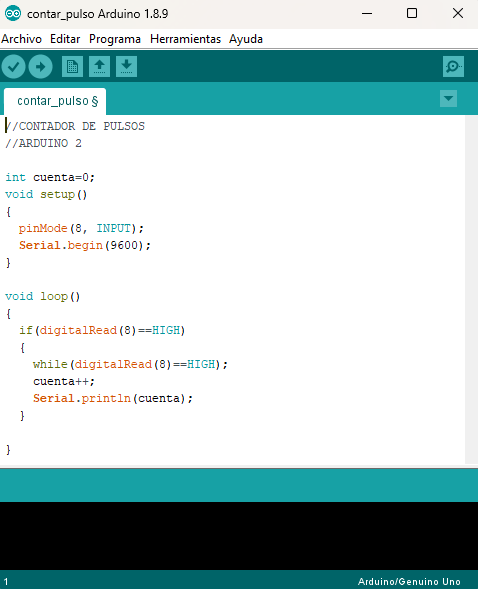 contar_pulso Arduino 1.8.9
Archivo Editar Programa Herramientas Ayuda
contar_pulso §
//CONTADOR DE PULSOS
//ARDUINO 2
int cuenta=0;
void setup()
{
pinMode(8, INPUT);
Serial.begin(9600);
}
void loop()
{
if(digitalRead(8)==HIGH)
{
while(digitalRead(8)==HIGH);
cuenta++;
Serial.println(cuenta);
}
}
1 Arduino/Genuino Uno